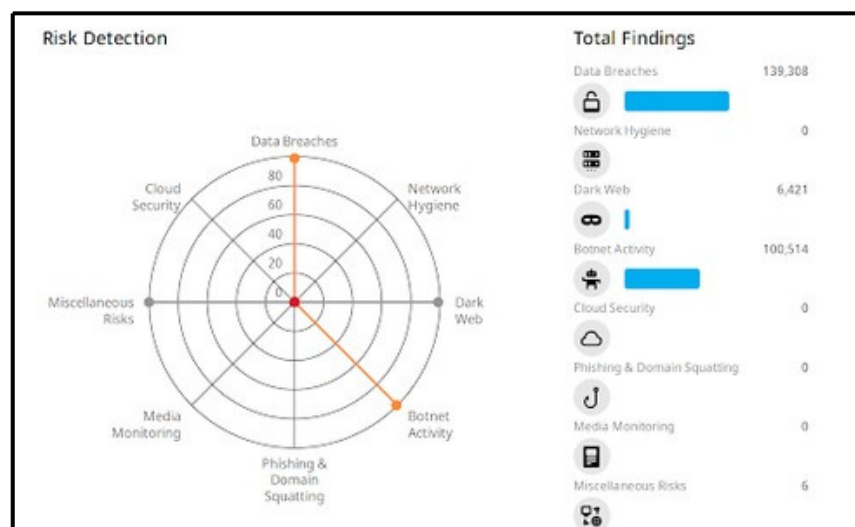 Risk Detection
Data Breaches
Cloud
Security
Network
Hygiene
80
60
40
20
0
Miscellaneous
Risks
Dark
Web
Media
Monitoring
Botnet
Activity
Phishing &
Domain
Squatting
Total Findings
Data Breaches 139,308
Network Hygiene 0
Dark Web 6,421
Botnet Activity 100,514
Cloud Security 0
Phishing & Domain Squatting 0
Media Monitoring 0
Miscellaneous Risks 6